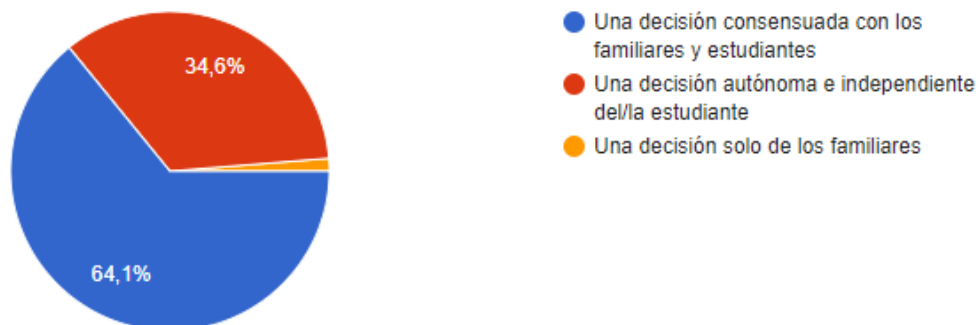 34,6%
64,1%
Una decisión consensuada con los
familiares y estudiantes
Una decisión autónoma e independiente
del/la estudiante
Una decisión solo de los familiares